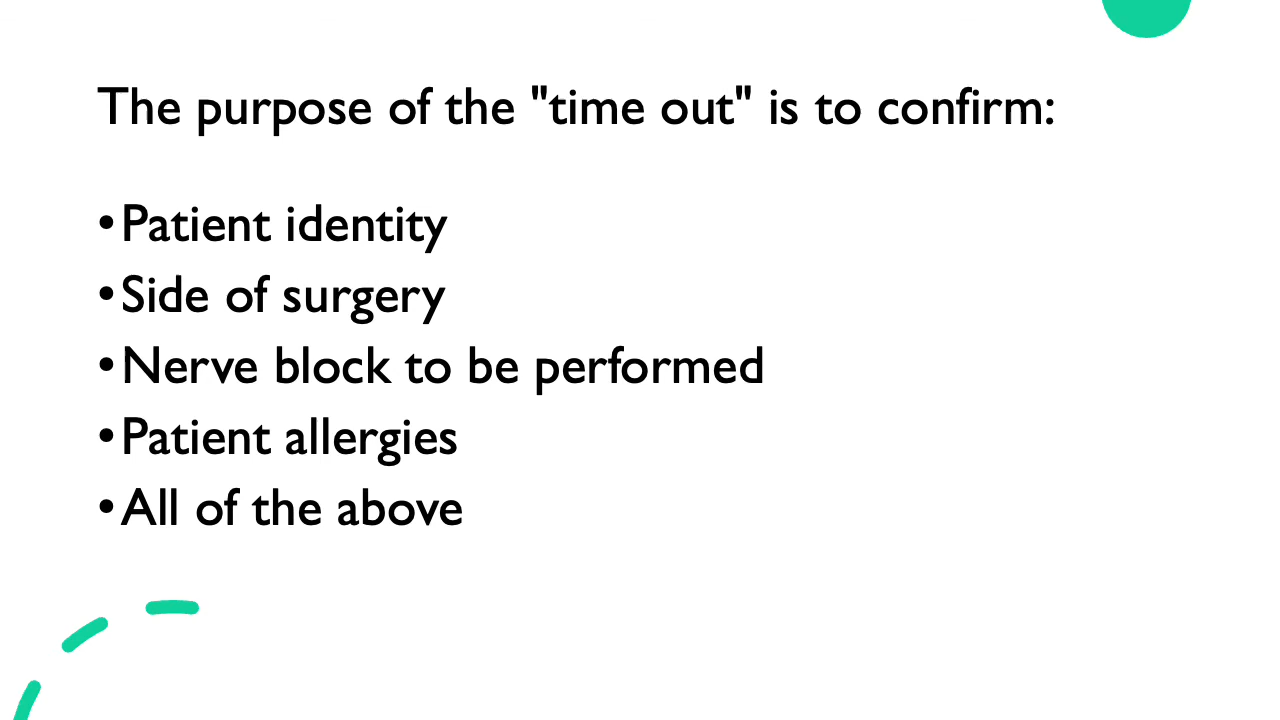 The purpose of the "time out" is to confirm:
•Patient identity
•Side of surgery
•Nerve block to be performed
•Patient allergies
•All of the above